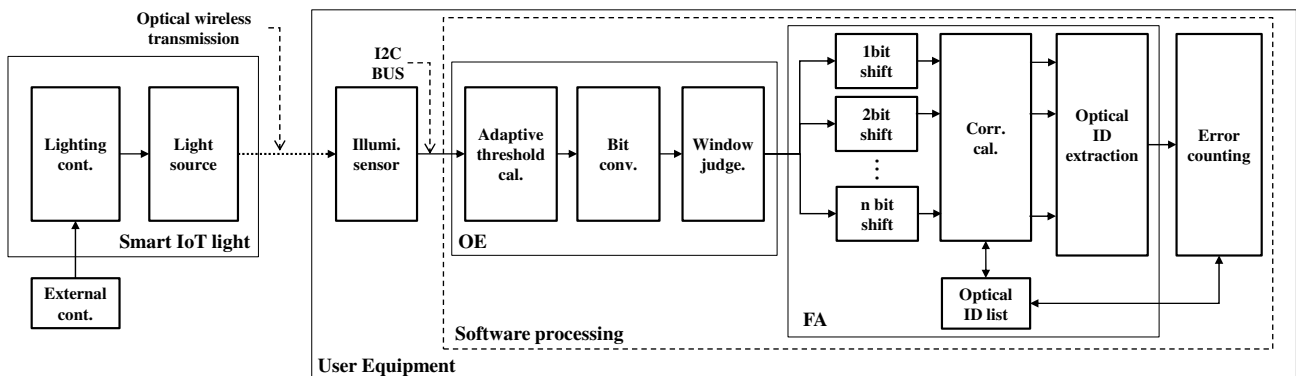 Optical wireless
transmission
I2C
BUS
Lighting
cont.
Light
source
Smart IoT light
External
cont.
Illumi.
sensor
Adaptive
threshold
cal.
Bit
conv.
Window
judge.
OE
1bit
shift
2bit
shift
⋮
n bit
shift
Corr.
cal.
Optical
ID
extraction
Error
counting
Optical
ID list
FA
Software processing
User Equipment